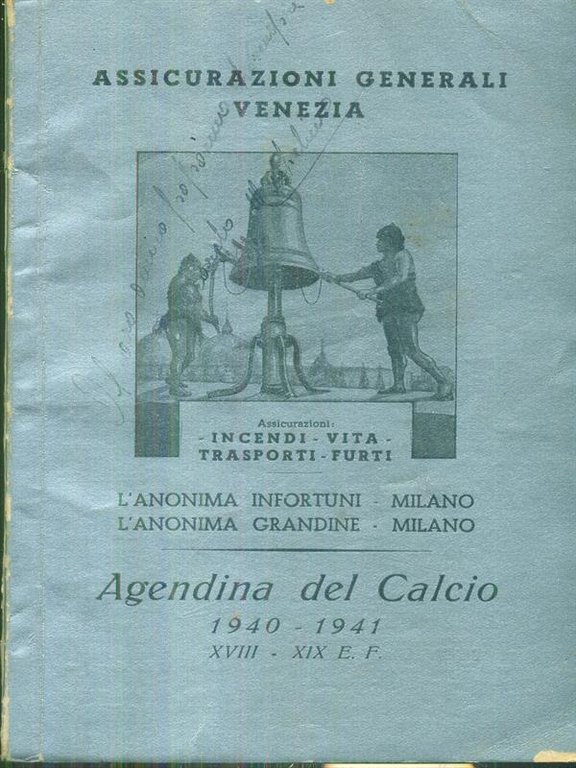 ASSICURAZIONI GENERALI
VENEZIA
Assicurazioni:
- INCENDI - VITA -
TRASPORTI - FURTI
L'ANONIMA INFORTUNI - MILANO
L'ANONIMA GRANDINE - MILANO
Agendina del Calcio
1940 - 1941
XVIII - XIX E. F.